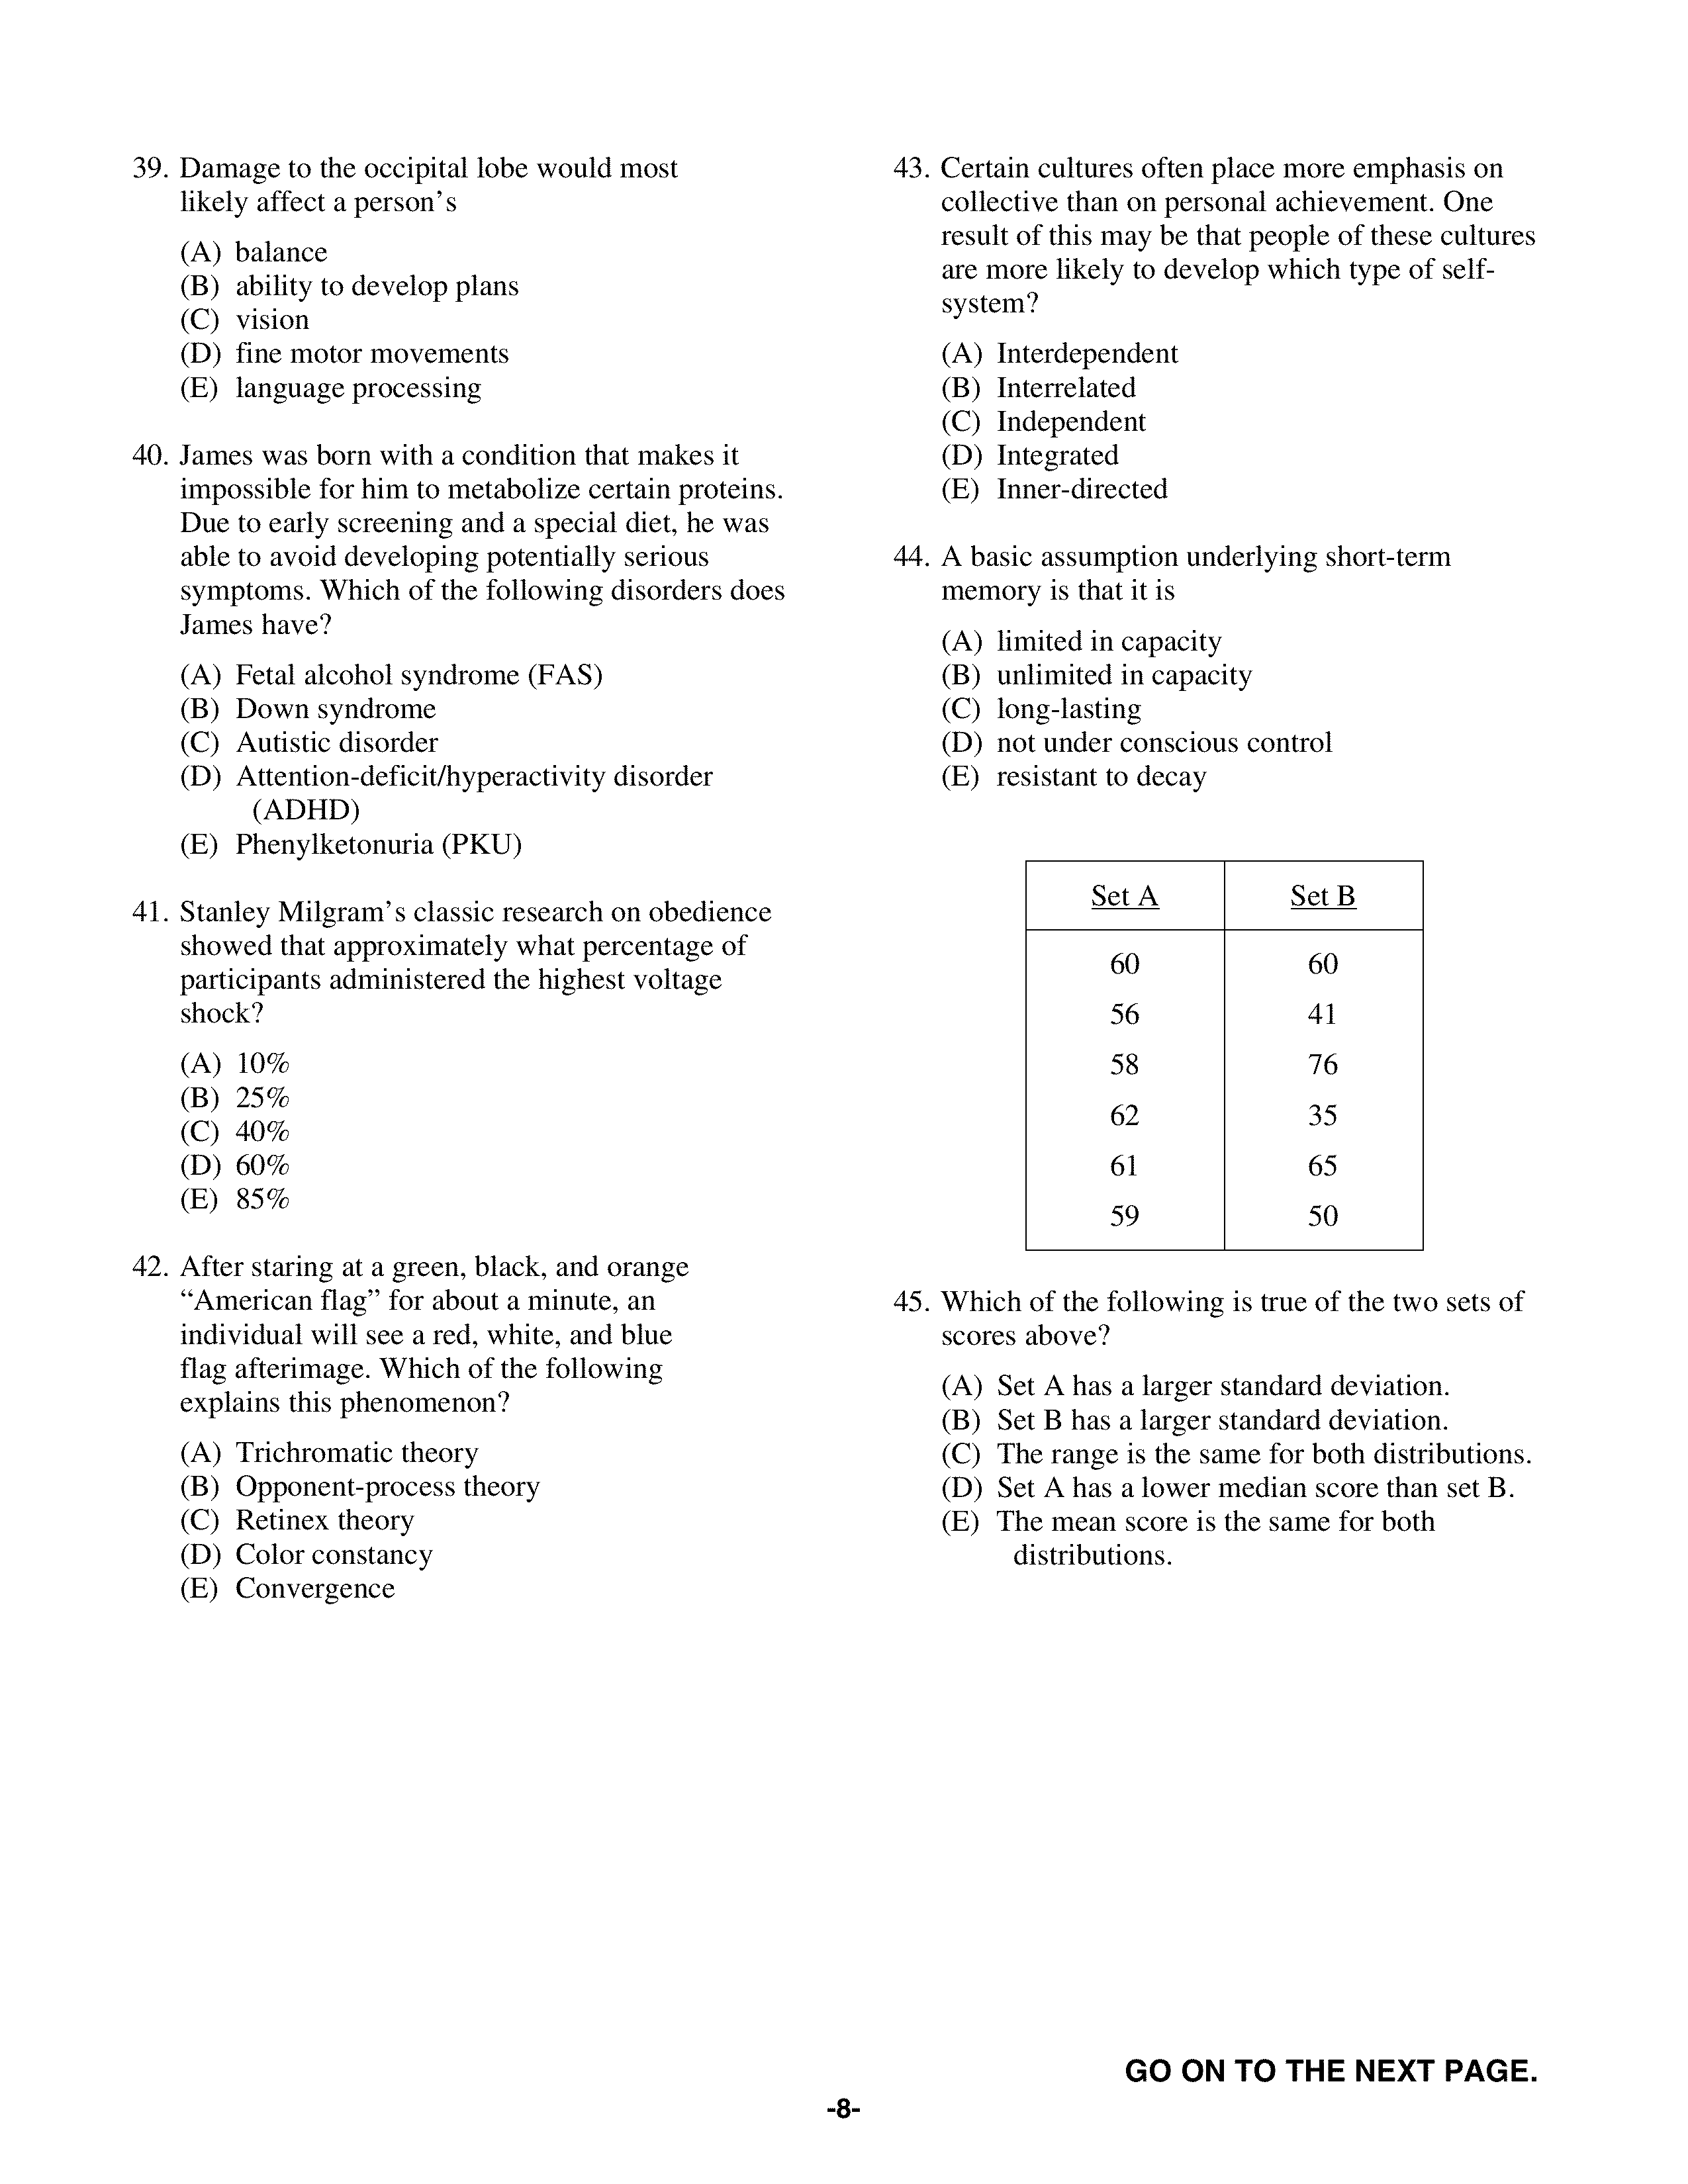 39. Damage to the occipital lobe would most
likely affect a person's
(A) balance
(B) ability to develop plans
(C) vision
(D) fine motor movements
(E) language processing
40. James was born with a condition that makes it
impossible for him to metabolize certain proteins.
Due to early screening and a special diet, he was
able to avoid developing potentially serious
symptoms. Which of the following disorders does
James have?
(A) Fetal alcohol syndrome (FAS)
(B) Down syndrome
(C) Autistic disorder
(D) Attention-deficit/hyperactivity disorder
(ADHD)
(E) Phenylketonuria (PKU)
41. Stanley Milgram's classic research on obedience
showed that approximately what percentage of
participants administered the highest voltage
shock?
(A) 10%
(B) 25%
(C) 40%
(D) 60%
(E) 85%
42. After staring at a green, black, and orange
“American flag” for about a minute, an
individual will see a red, white, and blue
flag afterimage. Which of the following
explains this phenomenon?
(A) Trichromatic theory
(B) Opponent-process theory
(C) Retinex theory
(D) Color constancy
(E) Convergence
43. Certain cultures often place more emphasis on
collective than on personal achievement. One
result of this may be that people of these cultures
are more likely to develop which type of self-
system?
(A) Interdependent
(B) Interrelated
(C) Independent
(D) Integrated
(E) Inner-directed
44. A basic assumption underlying short-term
memory is that it is
(A) limited in capacity
(B) unlimited in capacity
(C) long-lasting
(D) not under conscious control
(E) resistant to decay
Set A Set B
60 60
56 41
58 76
62 35
61 65
59 50
45. Which of the following is true of the two sets of
scores above?
(A) Set A has a larger standard deviation.
(B) Set B has a larger standard deviation.
(C) The range is the same for both distributions.
(D) Set A has a lower median score than set B.
(E) The mean score is the same for both
distributions.
GO ON TO THE NEXT PAGE.
-8-